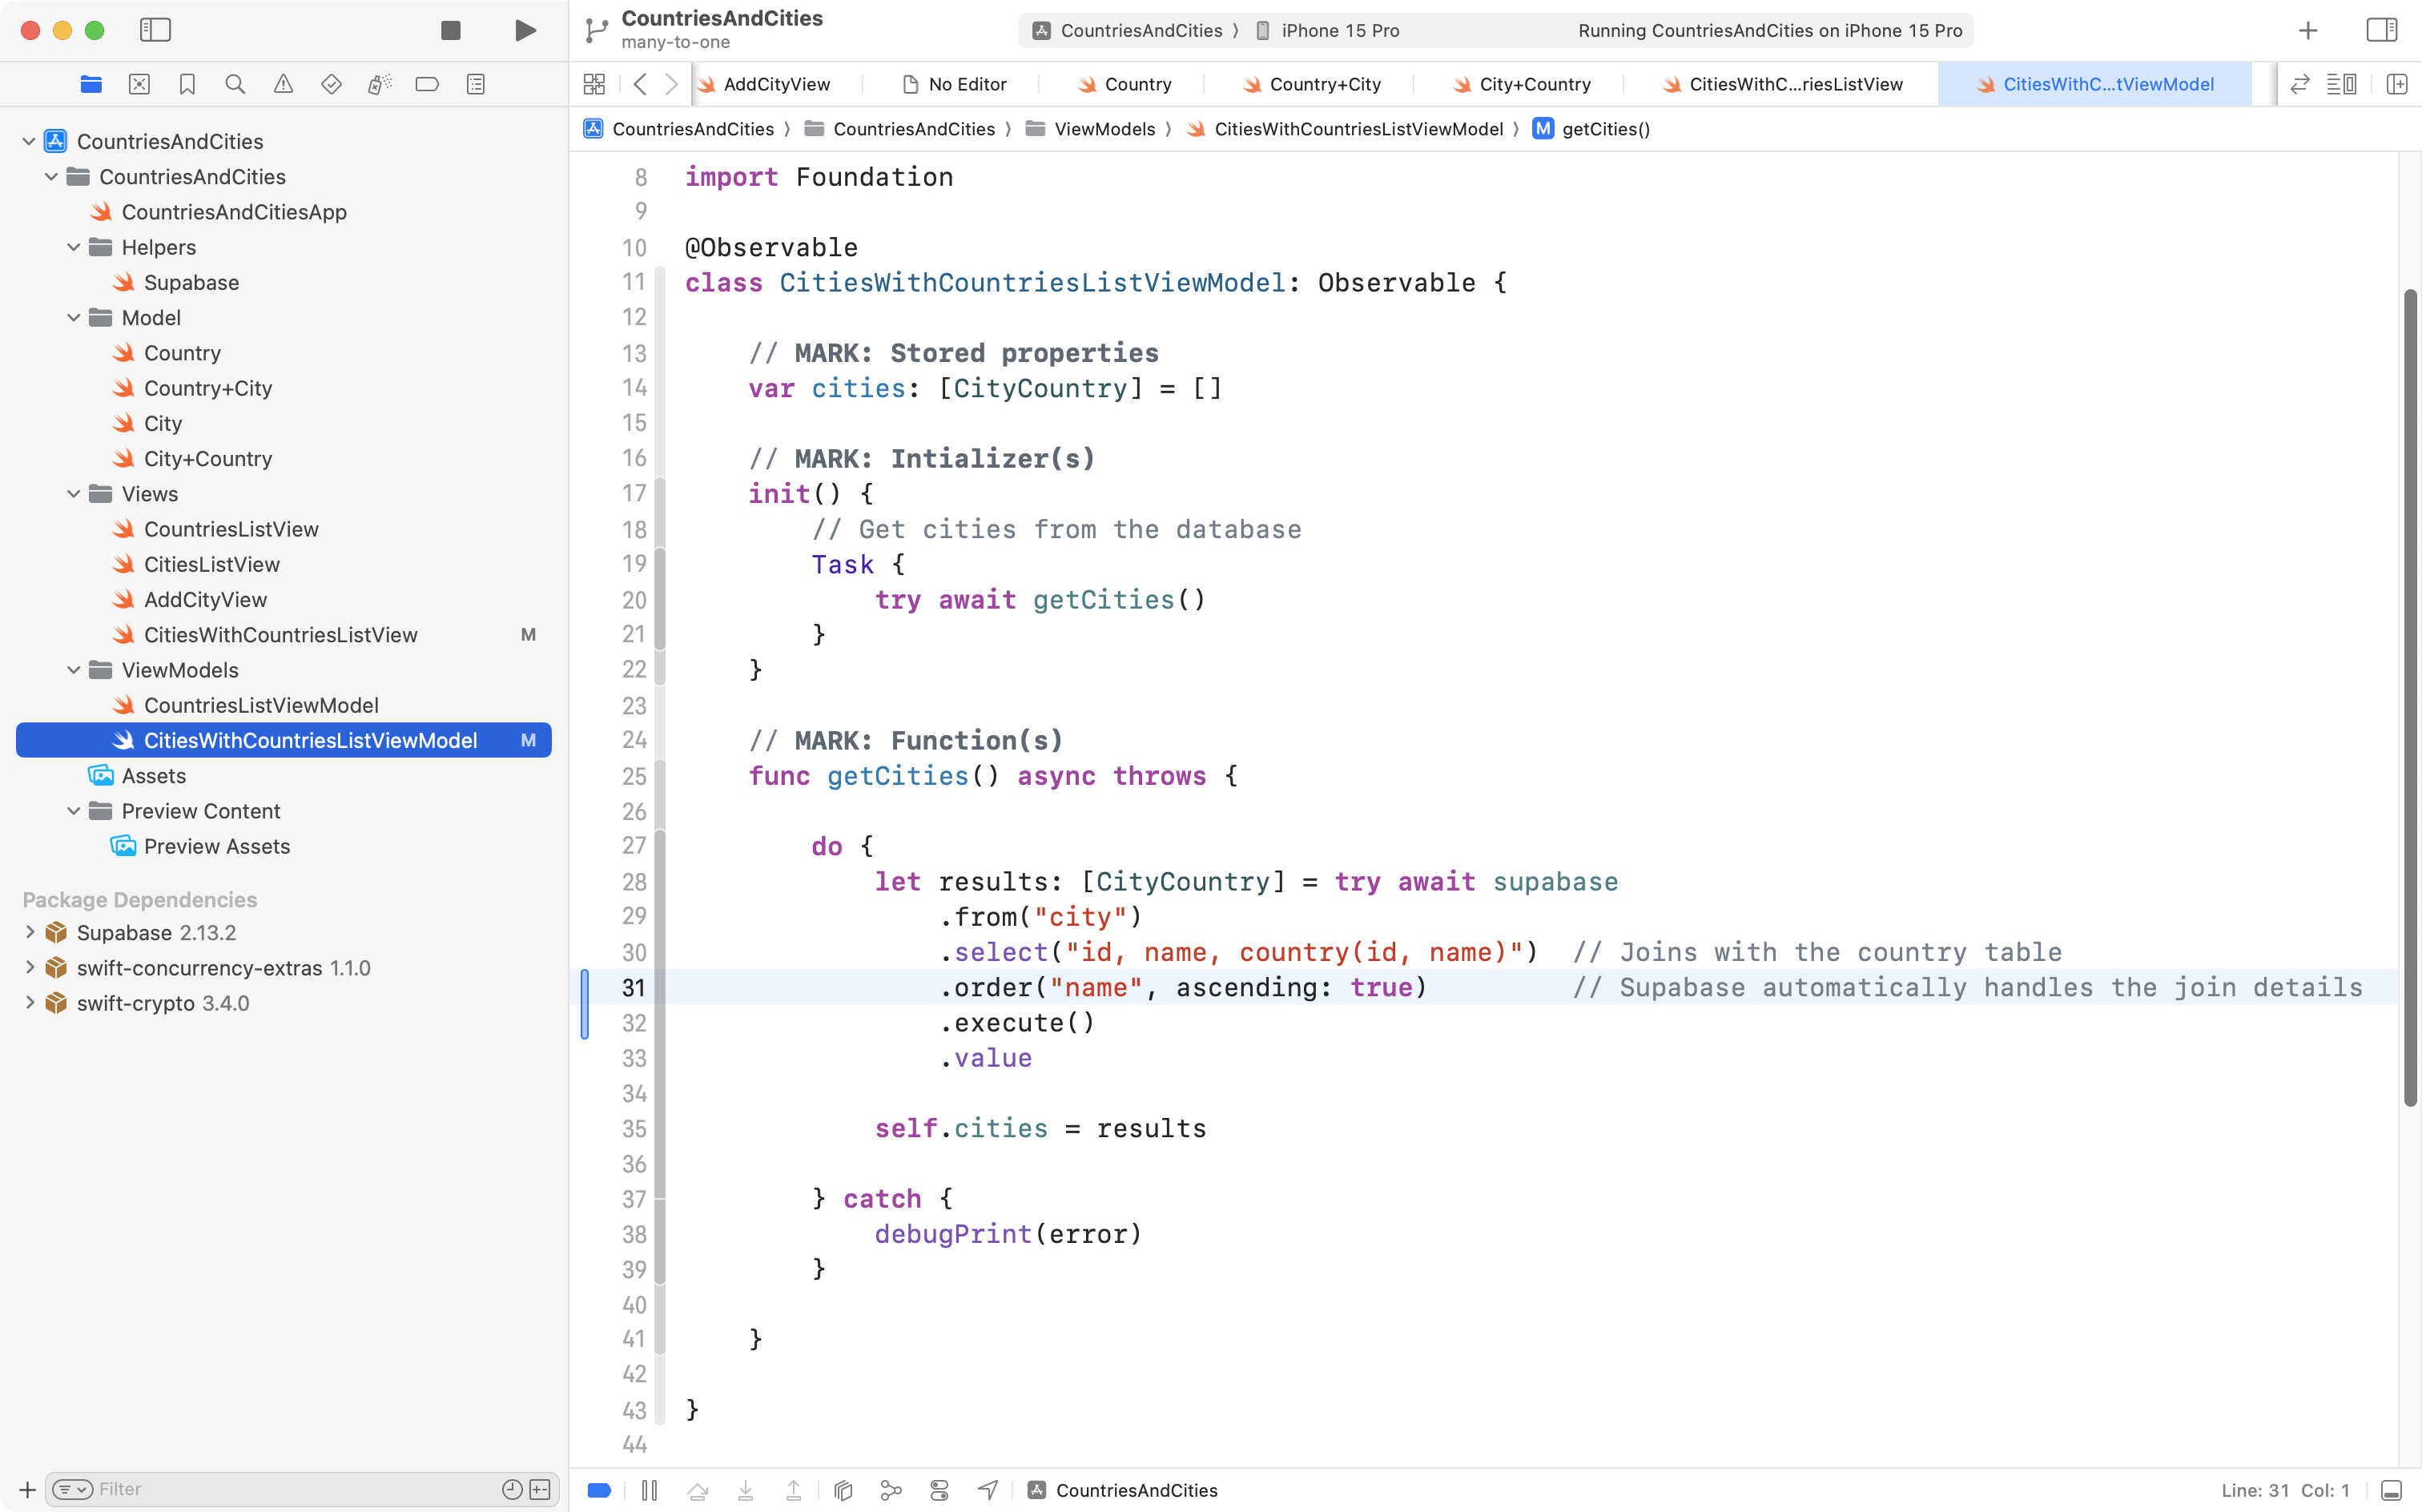 CountriesAndCities
many-to-one
CountriesAndCities 〉 iPhone 15 Pro
Running CountriesAndCities on iPhone 15 Pro
AddCityView
No Editor
Country
Country+City
City+Country
CitiesWithC...riesListView
CitiesWithC...tViewModel
CountriesAndCities 〉 CountriesAndCities 〉 ViewModels 〉 CitiesWithCountriesListViewModel 〉 M getCities()
CountriesAndCities
CountriesAndCities
CountriesAndCitiesApp
Helpers
Supabase
Model
Country
Country+City
City
City+Country
Views
CountriesListView
CitiesListView
AddCityView
CitiesWithCountriesListView M
ViewModels
CountriesListViewModel
CitiesWithCountriesListViewModel M
Assets
Preview Content
Preview Assets
Package Dependencies
Supabase 2.13.2
swift-concurrency-extras 1.1.0
swift-crypto 3.4.0
Filter
8 import Foundation
9
10 @Observable
11 class CitiesWithCountriesListViewModel: Observable {
12
13     // MARK: Stored properties
14     var cities: [CityCountry] = []
15
16     // MARK: Intializer(s)
17     init() {
18         // Get cities from the database
19         Task {
20             try await getCities()
21         }
22     }
23
24     // MARK: Function(s)
25     func getCities() async throws {
26
27         do {
28             let results: [CityCountry] = try await supabase
29                 .from("city")
30                 .select("id, name, country(id, name)")  // Joins with the country table
31                 .order("name", ascending: true)         // Supabase automatically handles the join details
32                 .execute()
33                 .value
34
35             self.cities = results
36
37         } catch {
38             debugPrint(error)
39         }
40
41     }
42
43 }
44
CountriesAndCities
Line: 31 Col: 1